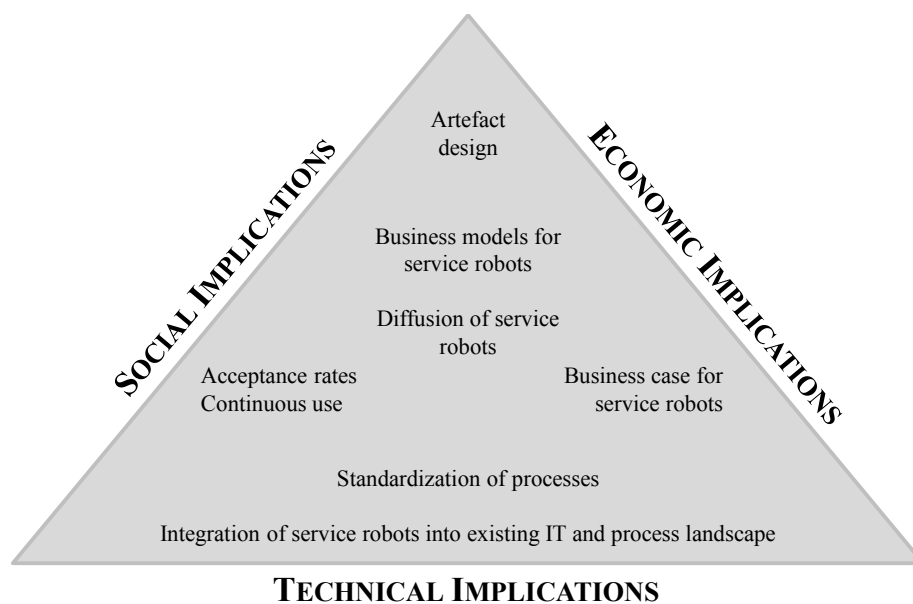 Artefact
design
SOCIAL IMPLICATIONS
ECONOMIC IMPLICATIONS
Business models for
service robots
Diffusion of service
robots
Acceptance rates
Continuous use
Business case for
service robots
Standardization of processes
Integration of service robots into existing IT and process landscape
TECHNICAL IMPLICATIONS